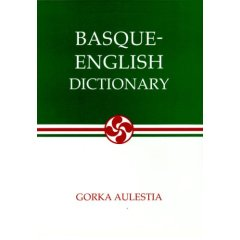 BASQUE-
ENGLISH
DICTIONARY
GORKA AULESTIA